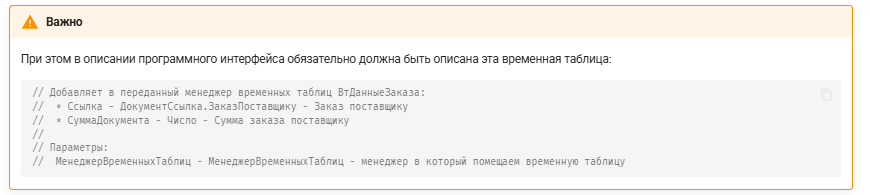 Важно
При этом в описании программного интерфейса обязательно должна быть описана эта временная таблица:
// Добавляет в переданный менеджер временных таблиц ВтДанныеЗаказа:
//  * Ссылка - ДокументСсылка.ЗаказПоставщику - Заказ поставщику
//  * СуммаДокумента - Число - Сумма заказа поставщику
//
// Параметры:
//  МенеджерВременныхТаблиц - МенеджерВременныхТаблиц - менеджер в который помещаем временную таблицу